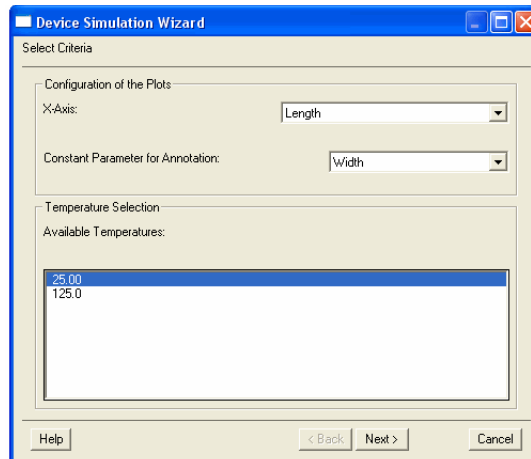 Device Simulation Wizard
Select Criteria
Configuration of the Plots
X-Axis: Length
Constant Parameter for Annotation: Width
Temperature Selection
Available Temperatures:
25.00
125.0
Help < Back Next > Cancel